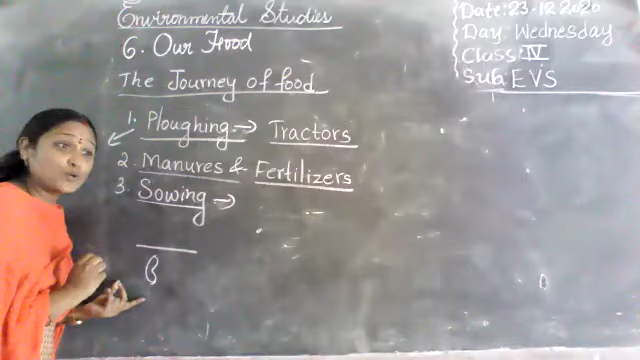 Environmental Studies
6. Our Food
The Journey of food
1. Ploughing → Tractors
2. Manures & Fertilizers
3. Sowing →
Date: 23.12.2020
Day: Wednesday
Class IV
Sub: EVS